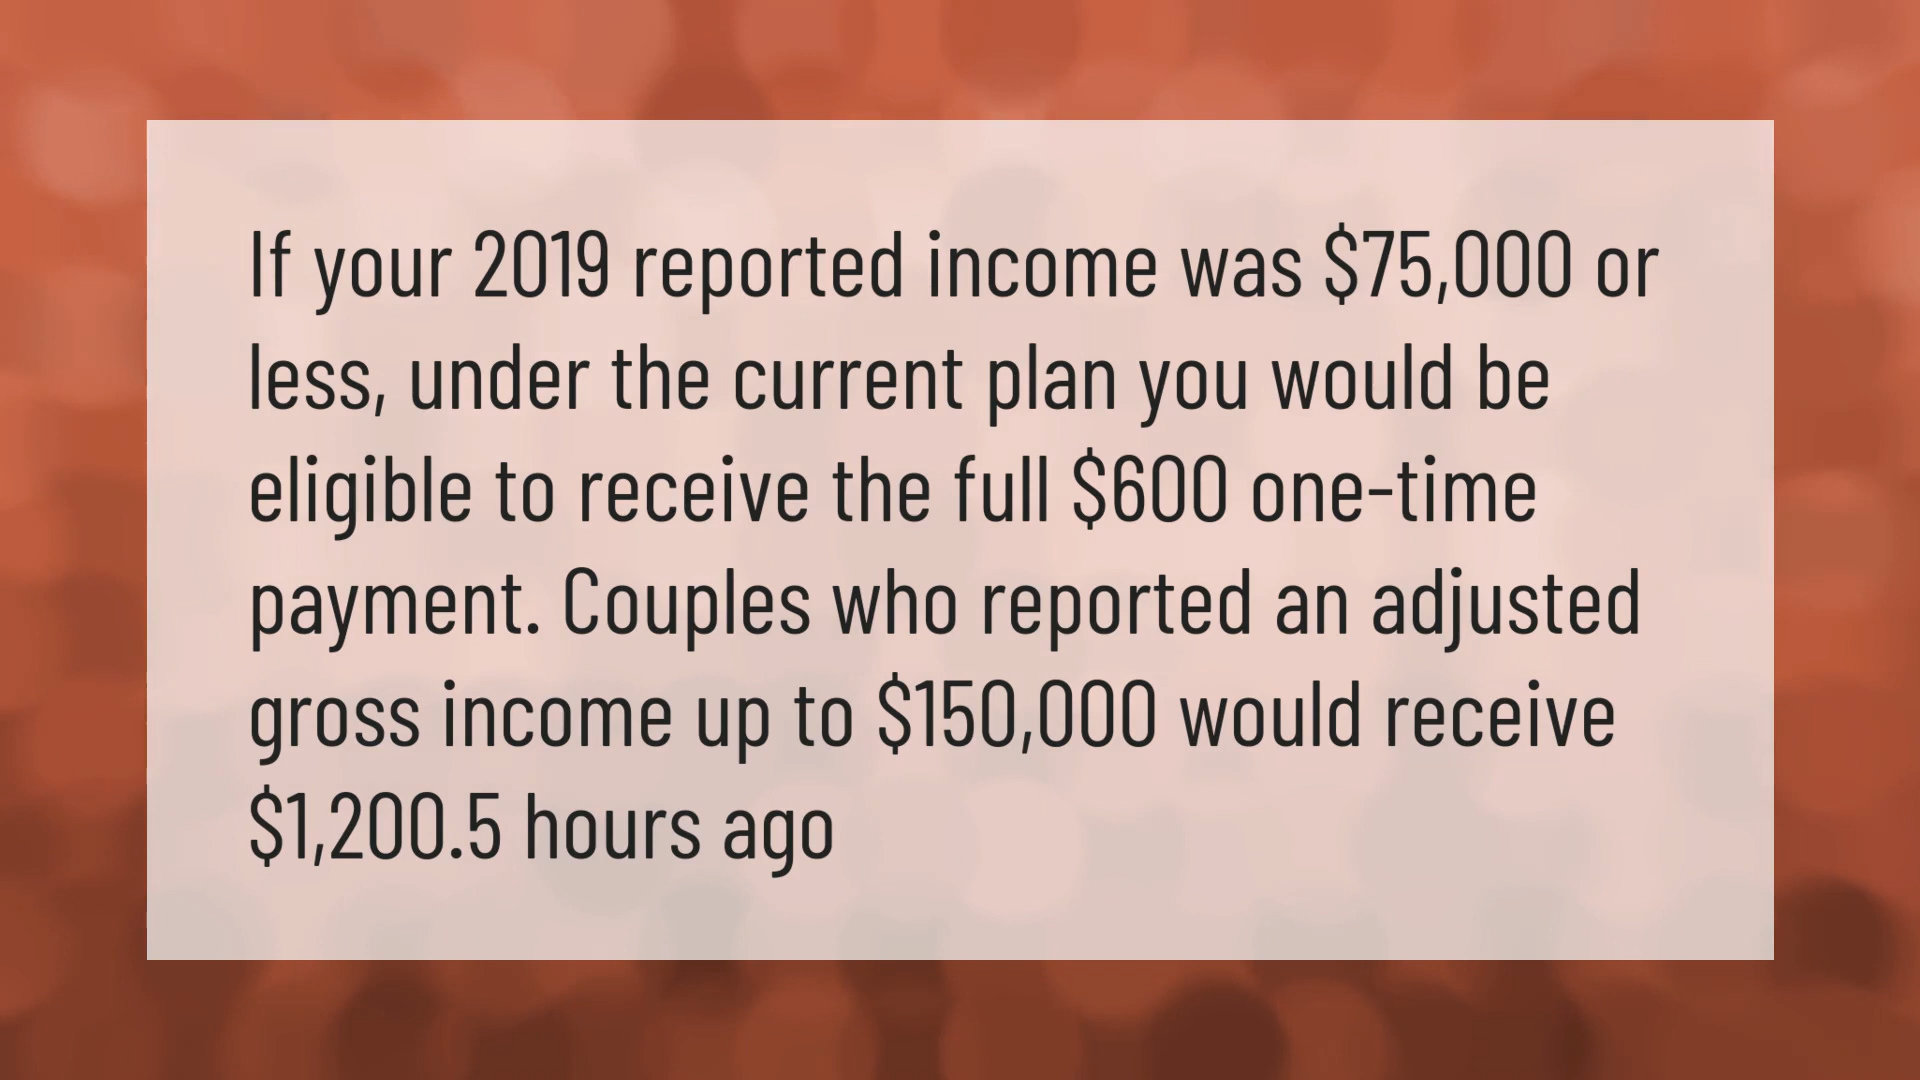 If your 2019 reported income was $75,000 or
less, under the current plan you would be
eligible to receive the full $600 one-time
payment. Couples who reported an adjusted
gross income up to $150,000 would receive
$1,200.5 hours ago